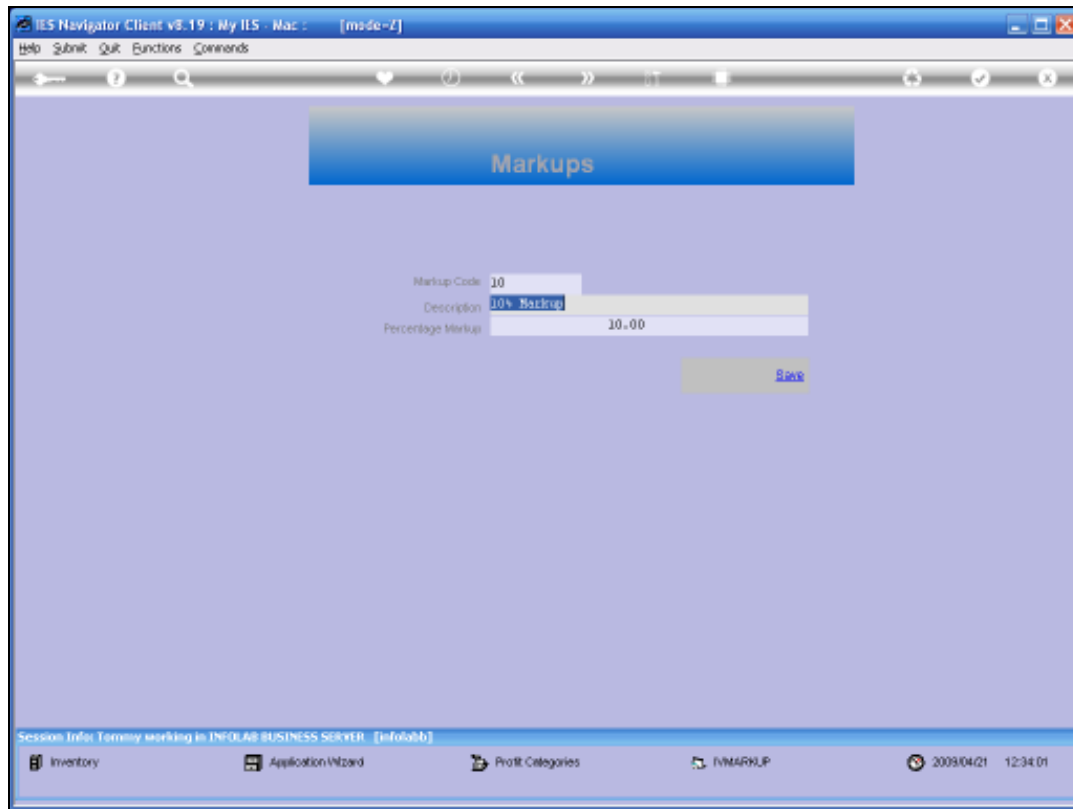 IES Navigator Client v8.19 : My IES - Mac : [mode=Z]
Help Submit Quit Functions Commands
Markups
Markup Code 10
Description 10% Markup
Percentage Markup 10.00
Save
Session Info: Tommy working in INFOLAB BUSINESS SERVER [infolabb]
Inventory Application Wizard Profit Categories IVMARKUP 2009/04/21 12:34:01